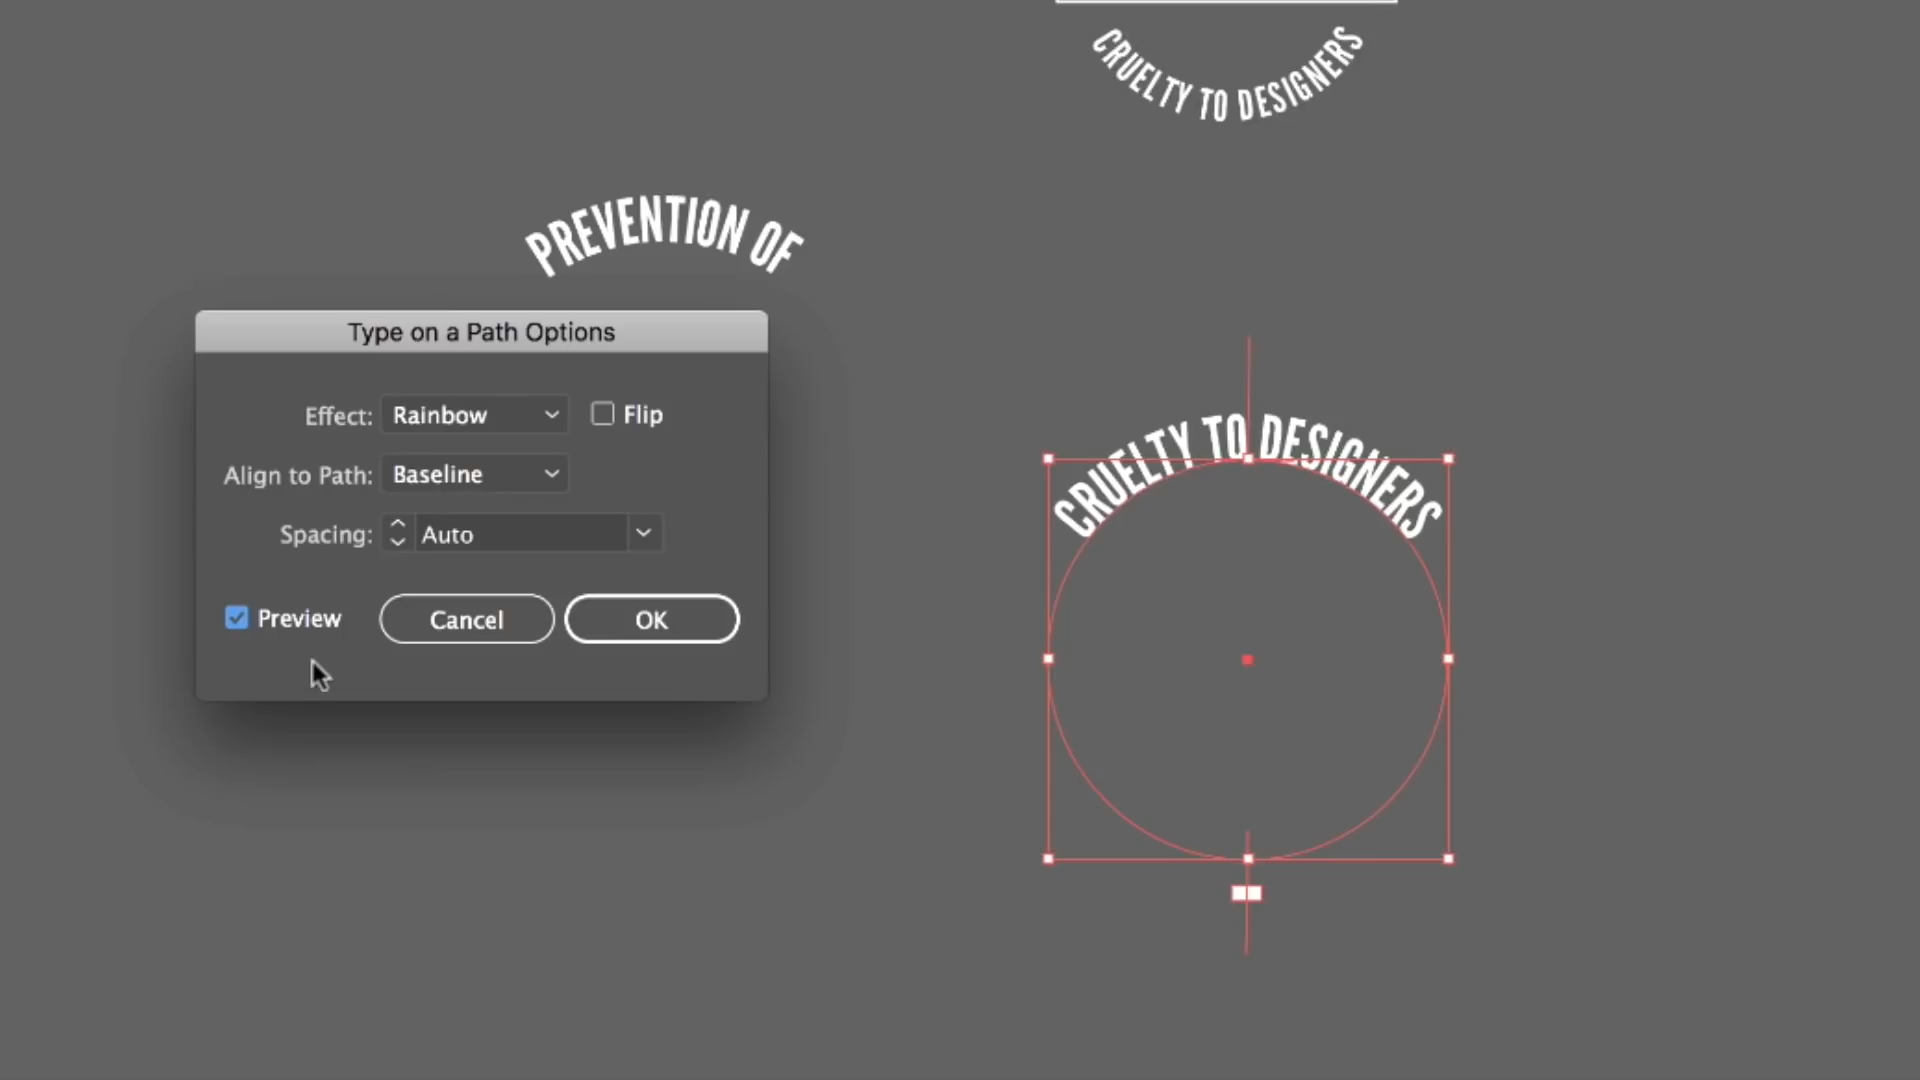 CRUELTY TO DESIGNERS
PREVENTION OF
Type on a Path Options
Effect: Rainbow Flip
Align to Path: Baseline
Spacing: Auto
Preview Cancel OK
CRUELTY TO DESIGNERS